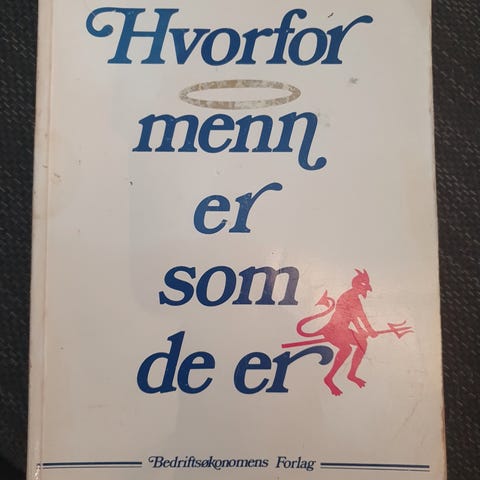 Hvorfor
menn
er
som
de er
Bedriftsøkonomens Forlag